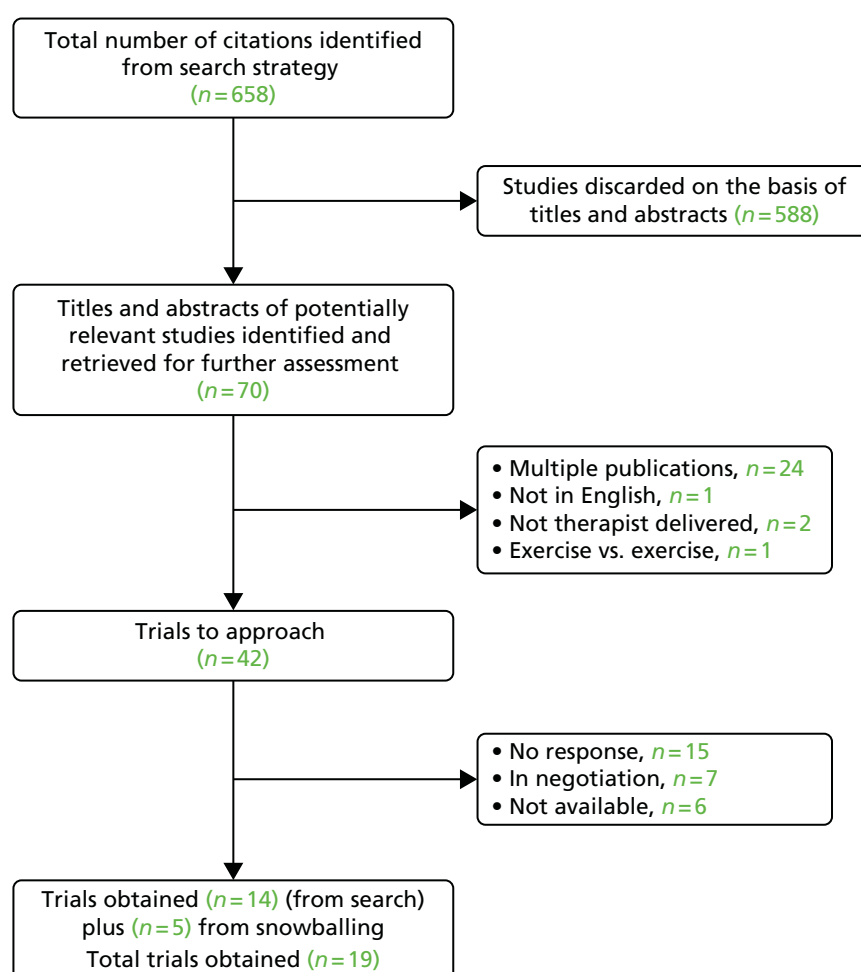 Total number of citations identified
from search strategy
(n=658)
Studies discarded on the basis of
titles and abstracts (n=588)
Titles and abstracts of potentially
relevant studies identified and
retrieved for further assessment
(n=70)
• Multiple publications, n=24
• Not in English, n=1
• Not therapist delivered, n=2
• Exercise vs. exercise, n=1
Trials to approach
(n=42)
• No response, n=15
• In negotiation, n=7
• Not available, n=6
Trials obtained (n=14) (from search)
plus (n=5) from snowballing
Total trials obtained (n=19)